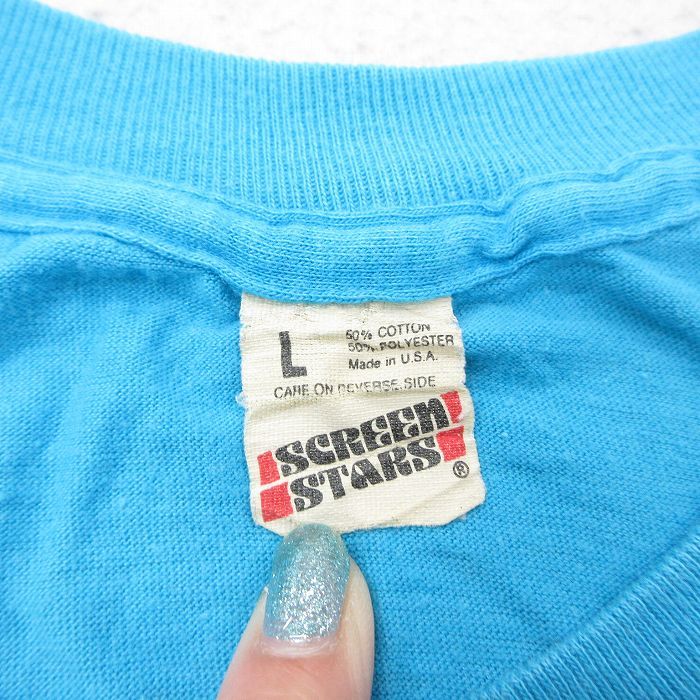 L
50% COTTON
50% POLYESTER
Made in U.S.A.
CARE ON REVERSE SIDE
SCREEN
STARS®